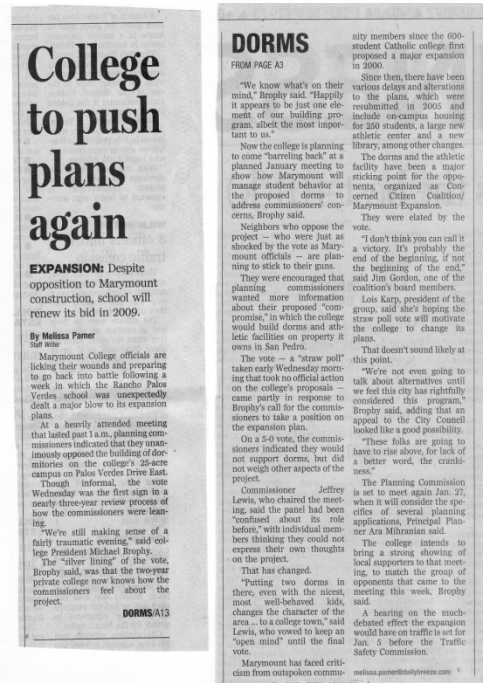 College
to push
plans
again
EXPANSION: Despite
opposition to Marymount
construction, school will
renew its bid in 2009.
By Melissa Pamer
Staff Writer
Marymount College officials are
licking their wounds and preparing
to go back into battle following a
week in which the Rancho Palos
Verdes school was unexpectedly
dealt a major blow to its expansion
plans.
At a heavily attended meeting
that lasted past 1 a.m., planning com-
missioners indicated that they unan-
imously opposed the building of dor-
mitories on the college's 25-acre
campus on Palos Verdes Drive East.
Though informal, the vote
Wednesday was the first sign in a
nearly three-year review process of
how the commissioners were lean-
ing.
"We're still making sense of a
fairly traumatic evening," said col-
lege President Michael Brophy.
The "silver lining" of the vote,
Brophy said, was that the two-year
private college now knows how the
commissioners feel about the
project.
DORMS/A13
DORMS
FROM PAGE A3
"We know what's on their
mind," Brophy said. "Happily
it appears to be just one ele-
ment of our building pro-
gram, albeit the most impor-
tant to us."
Now the college is planning
to come "barreling back" at a
planned January meeting to
show how Marymount will
manage student behavior at
the proposed dorms to
address commissioners' con-
cerns, Brophy said.
Neighbors who oppose the
project — who were just as
shocked by the vote as Mary-
mount officials — are plan-
ning to stick to their guns.
They were encouraged that
planning commissioners
wanted more information
about their proposed "com-
promise," in which the college
would build dorms and ath-
letic facilities on property it
owns in San Pedro.
The vote — a "straw poll"
taken early Wednesday morn-
ing that took no official action
on the college's proposals —
came partly in response to
Brophy's call for the commis-
sioners to take a position on
the expansion plan.
On a 5-0 vote, the commis-
sioners indicated they would
not support dorms, but did
not weigh other aspects of the
project.
Commissioner Jeffrey
Lewis, who chaired the meet-
ing, said the panel had been
"confused about its role
before," with individual mem-
bers thinking they could not
express their own thoughts
on the project.
That has changed.
"Putting two dorms in
there, even with the nicest,
most well-behaved kids,
changes the character of the
area ... to a college town," said
Lewis, who vowed to keep an
"open mind" until the final
vote.
Marymount has faced criti-
cism from outspoken commu-
nity members since the 600-
student Catholic college first
proposed a major expansion
in 2000.
Since then, there have been
various delays and alterations
to the plans, which were
resubmitted in 2005 and
include on-campus housing
for 250 students, a large new
athletic center and a new
library, among other changes.
The dorms and the athletic
facility have been a major
sticking point for the oppo-
nents, organized as Con-
cerned Citizen Coalition/
Marymount Expansion.
They were elated by the
vote.
"I don't think you can call it
a victory. It's probably the
end of the beginning, if not
the beginning of the end,"
said Jim Gordon, one of the
coalition's board members.
Lois Karp, president of the
group, said she's hoping the
straw poll vote will motivate
the college to change its
plans.
That doesn't sound likely at
this point.
"We're not even going to
talk about alternatives until
we feel this city has rightfully
considered this program,"
Brophy said, adding that an
appeal to the City Council
looked like a good possibility.
"These folks are going to
have to rise above, for lack of
a better word, the cranki-
ness."
The Planning Commission
is set to meet again Jan. 27,
when it will consider the spe-
cifics of several planning
applications, Principal Plan-
ner Ara Mihranian said.
The college intends to
bring a strong showing of
local supporters to that meet-
ing, to match the group of
opponents that came to the
meeting this week, Brophy
said.
A hearing on the much-
debated effect the expansion
would have on traffic is set for
Jan. 5 before the Traffic
Safety Commission.
melissa.pamer@dailybreeze.com